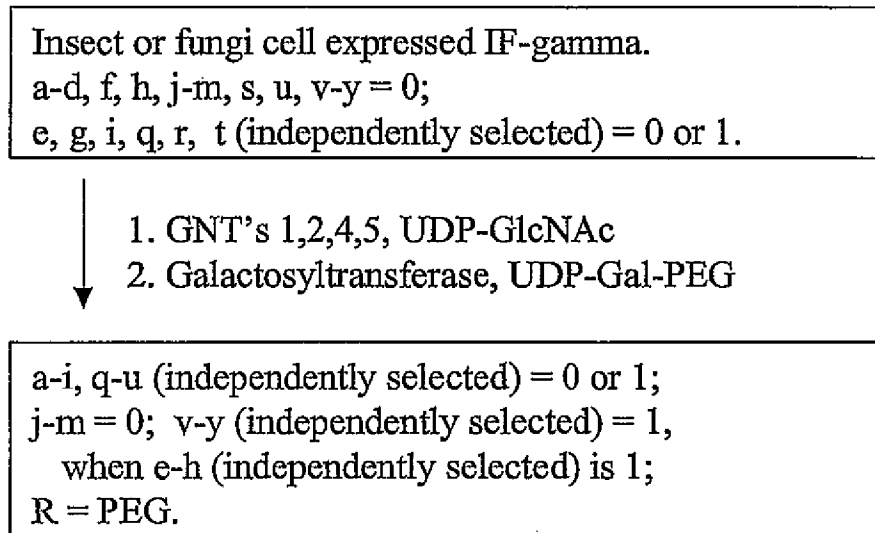 Insect or fungi cell expressed IF-gamma.
a-d, f, h, j-m, s, u, v-y = 0;
e, g, i, q, r, t (independently selected) = 0 or 1.
1. GNT's 1,2,4,5, UDP-GlcNAc
2. Galactosyltransferase, UDP-Gal-PEG
a-i, q-u (independently selected) = 0 or 1;
j-m = 0; v-y (independently selected) = 1,
when e-h (independently selected) is 1;
R = PEG.